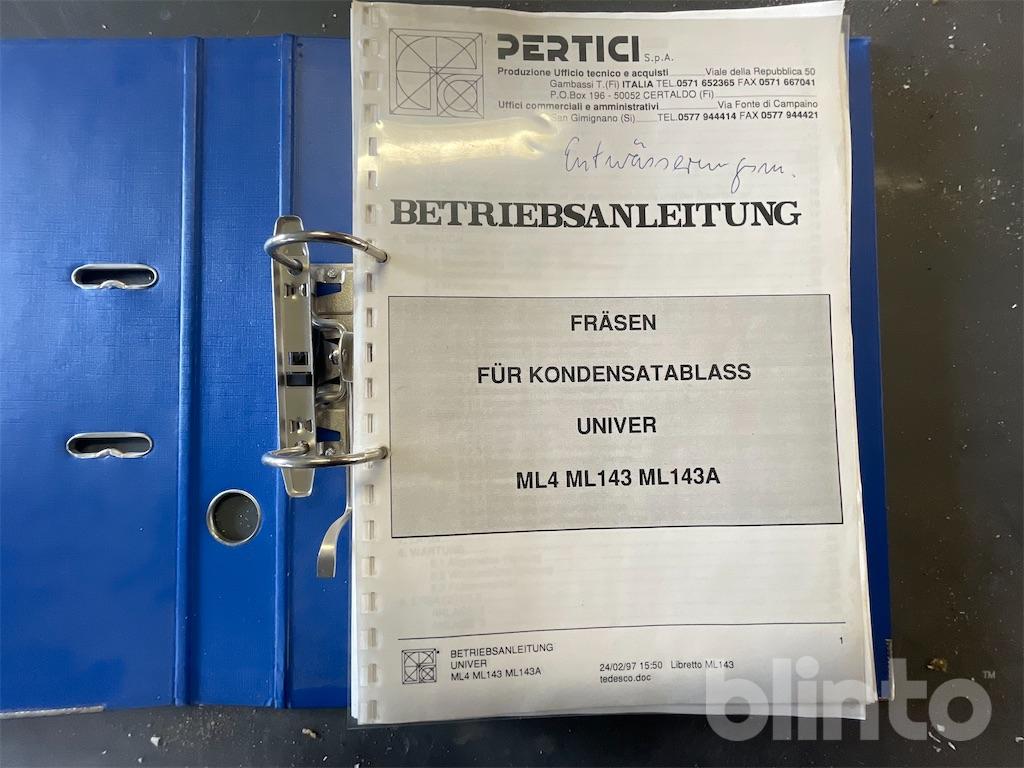 PERTICI S.p.A.
Produzione Ufficio tecnico e acquisti Viale della Repubblica 50
Gambassi T.(Fi) ITALIA TEL.0571 652365 FAX 0571 667041
P.O.Box 196 - 50052 CERTALDO (Fi)
Uffici commerciali e amministrativi Via Fonte di Campaino
San Gimignano (Si) TEL.0577 944414 FAX 0577 944421
Entwässerungsm.
BETRIEBSANLEITUNG
FRÄSEN
FÜR KONDENSATABLASS
UNIVER
ML4 ML143 ML143A
1
BETRIEBSANLEITUNG
UNIVER
ML4 ML143 ML143A
24/02/97 15:50 Libretto ML143
tedesco.doc
blinto™